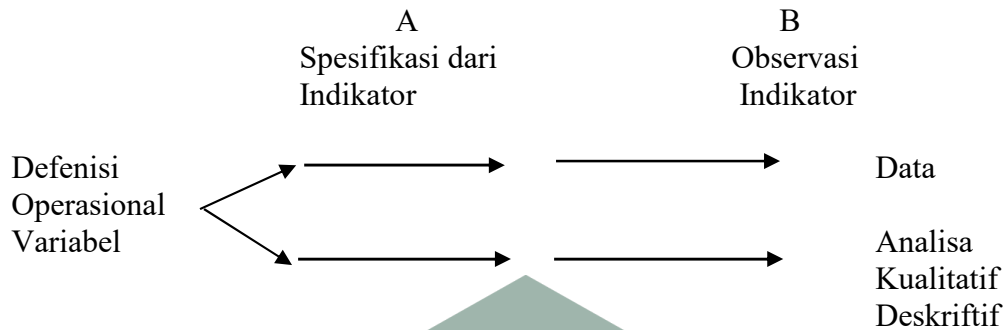 A
Spesifikasi dari
Indikator
B
Observasi
Indikator
Defenisi
Operasional
Variabel
Data
Analisa
Kualitatif
Deskriftif